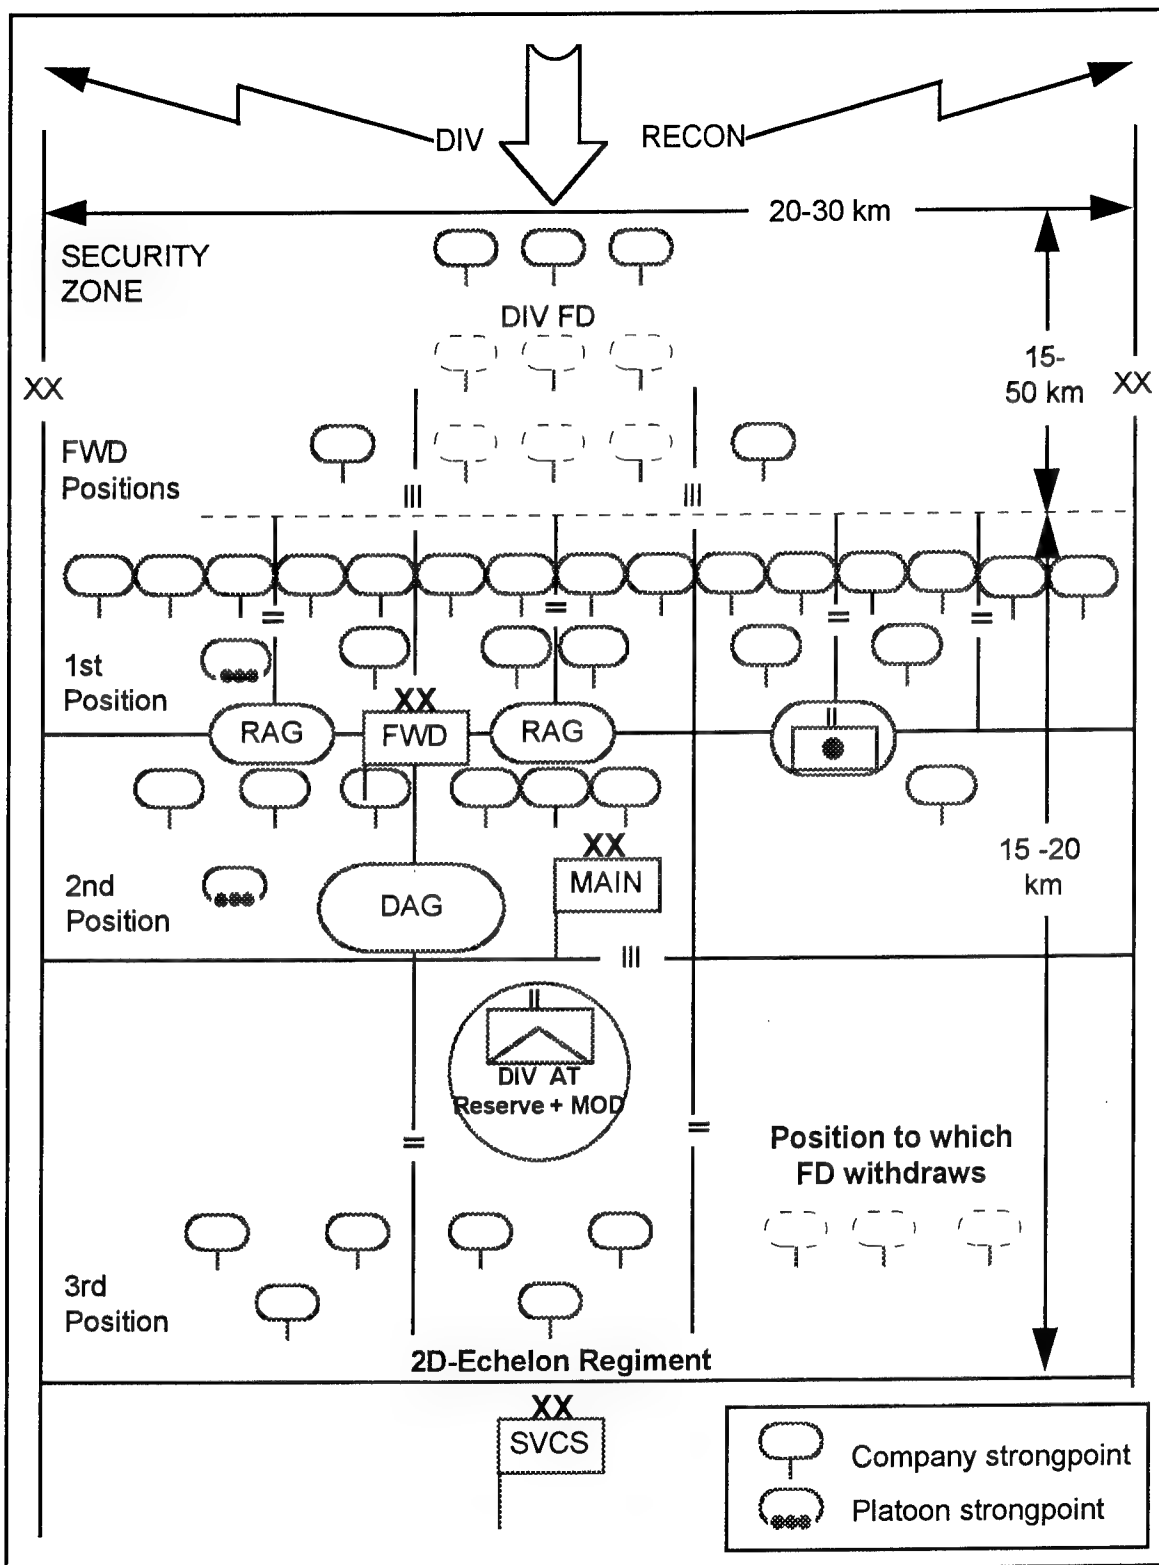 DIV RECON
20-30 km
SECURITY
ZONE
DIV FD
15-
50 km
XX
XX
FWD
Positions
III
III
=
=
=
=
1st
Position
XX
RAG
FWD
RAG
II
XX
MAIN
15 -20
km
2nd
Position
DAG
III
II
DIV AT
Reserve + MOD
=
=
Position to which
FD withdraws
3rd
Position
2D-Echelon Regiment
XX
SVCS
Company strongpoint
Platoon strongpoint